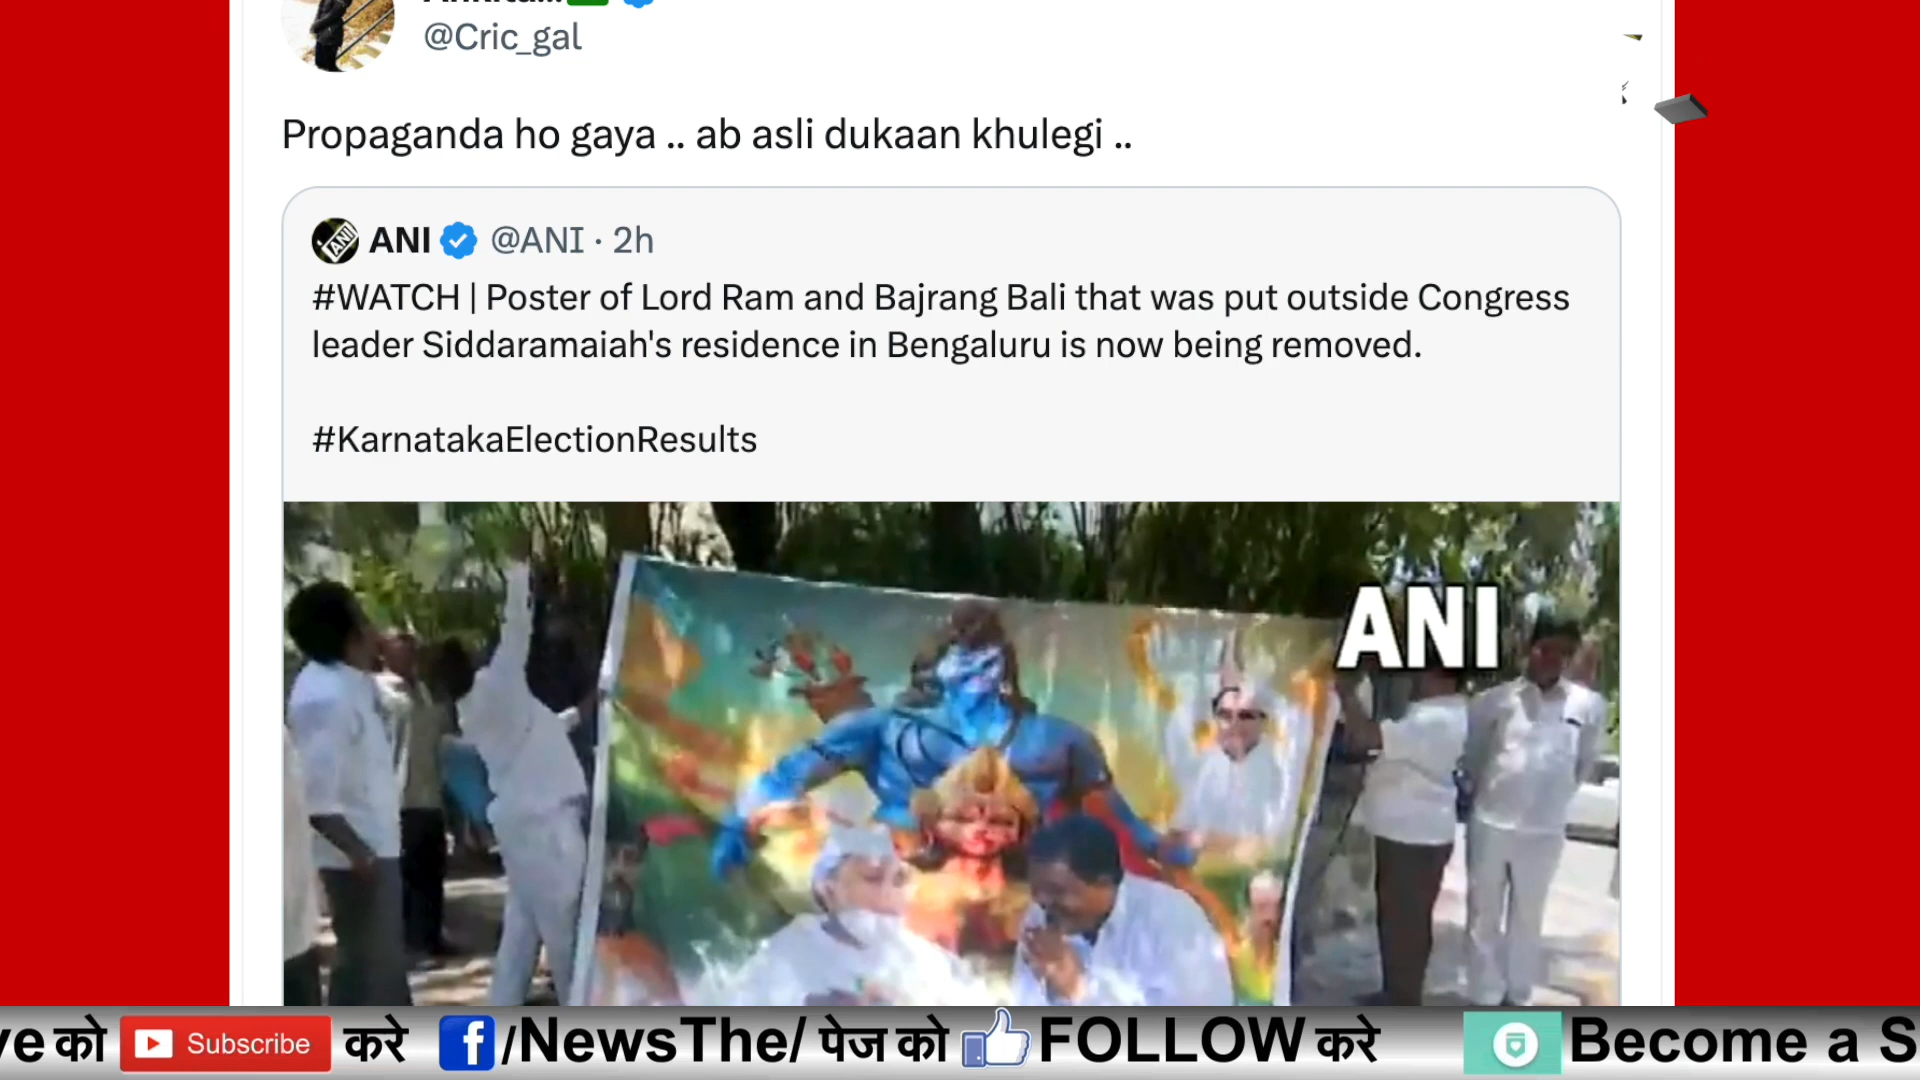 @Cric_gal
Propaganda ho gaya .. ab asli dukaan khulegi ..
ANI @ANI · 2h
#WATCH | Poster of Lord Ram and Bajrang Bali that was put outside Congress
leader Siddaramaiah's residence in Bengaluru is now being removed.
#KarnatakaElectionResults
ANI
को Subscribe करे f/NewsThe/ पेज को FOLLOW करे Become a S